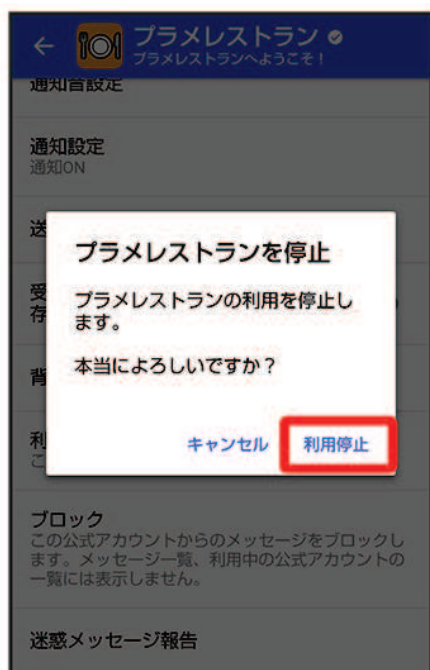 プラメレストラン
プラメレストランへようこそ！
通知音設定
通知設定
通知ON
送
プラメレストランを停止
プラメレストランの利用を停止し
ます。
本当によろしいですか？
受
存
背
キャンセル 利用停止
利
こ
ブロック
この公式アカウントからのメッセージをブロックし
ます。メッセージ一覧、利用中の公式アカウントの
一覧には表示しません。
迷惑メッセージ報告